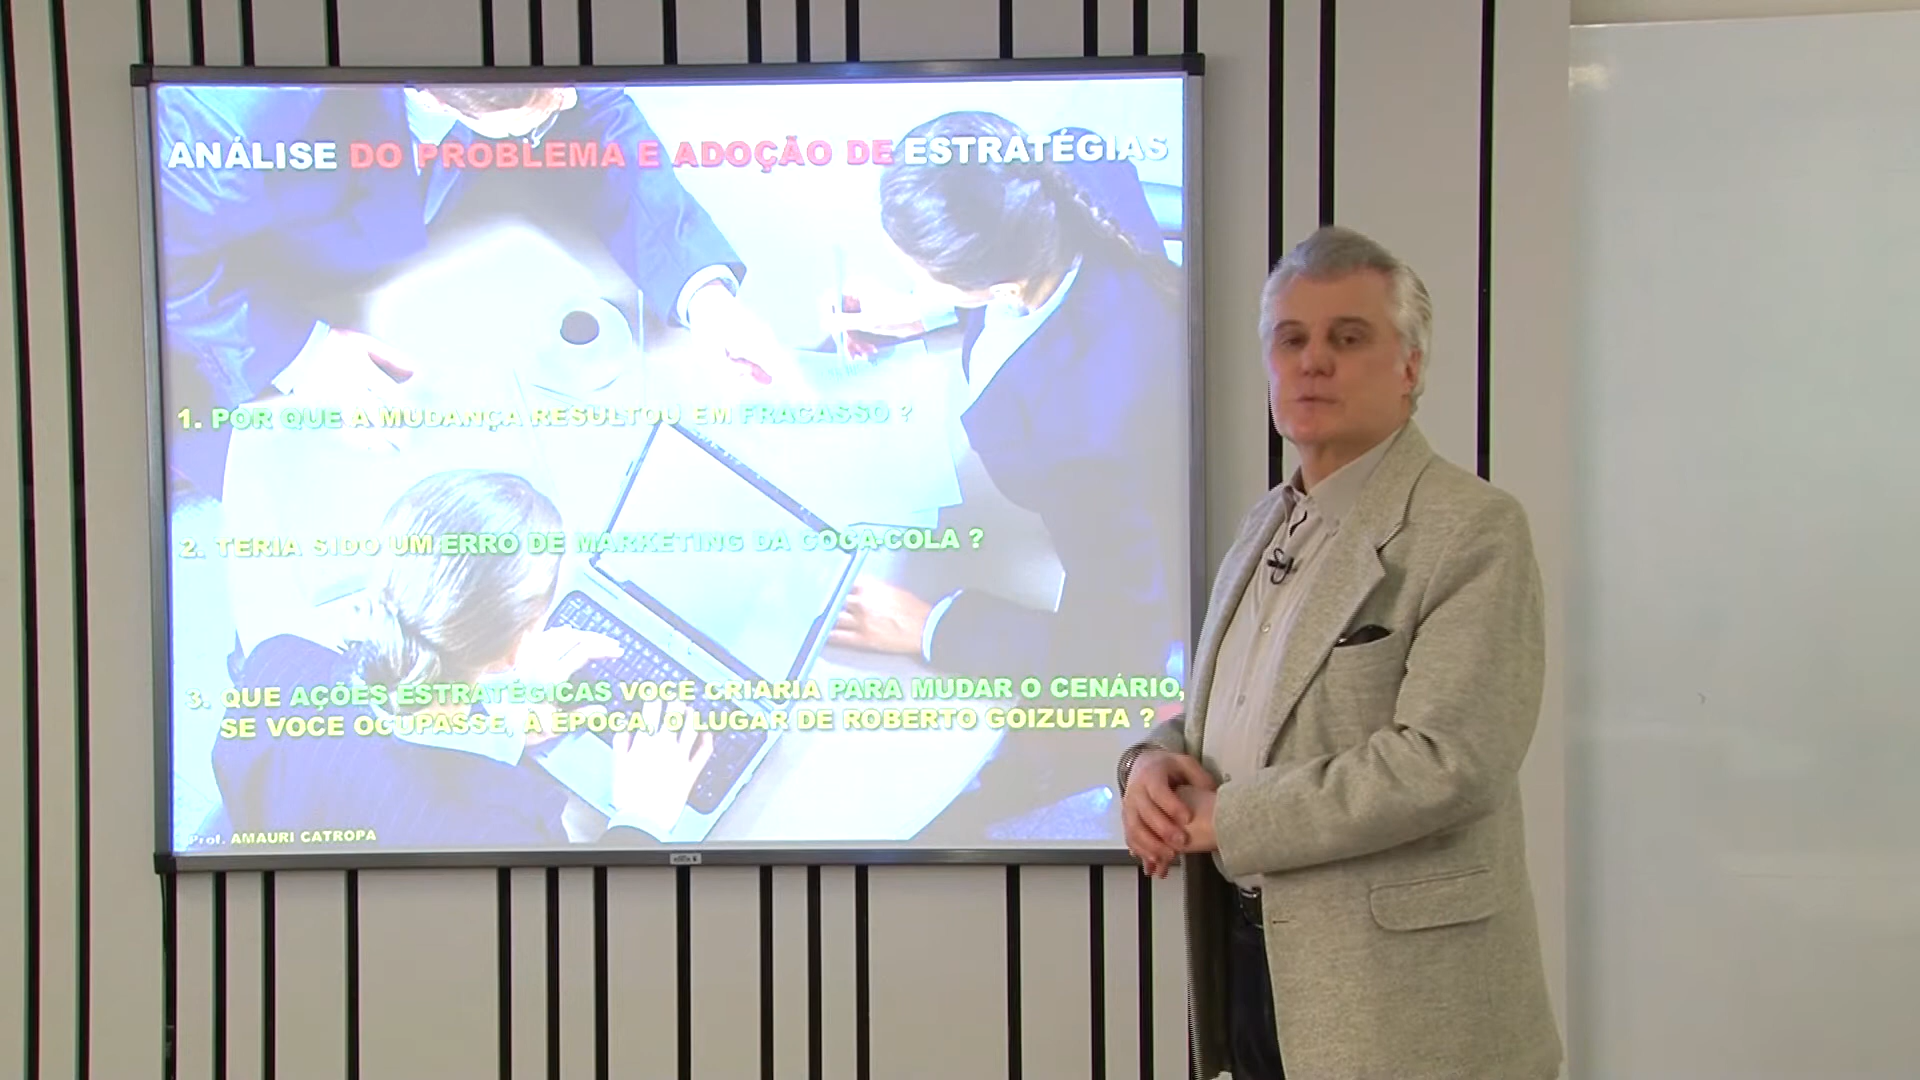 ANÁLISE DO PROBLEMA E ADOÇÃO DE ESTRATÉGIAS
1. POR QUE A MUDANÇA RESULTOU EM FRACASSO ?
2. TERIA SIDO UM ERRO DE MARKETING DA COCA-COLA ?
3. QUE AÇÕES ESTRATÉGICAS VOCÊ CRIARIA PARA MUDAR O CENÁRIO,
SE VOCÊ OCUPASSE, À ÉPOCA, O LUGAR DE ROBERTO GOIZUETA ?
Prof. AMAURI CATROPA